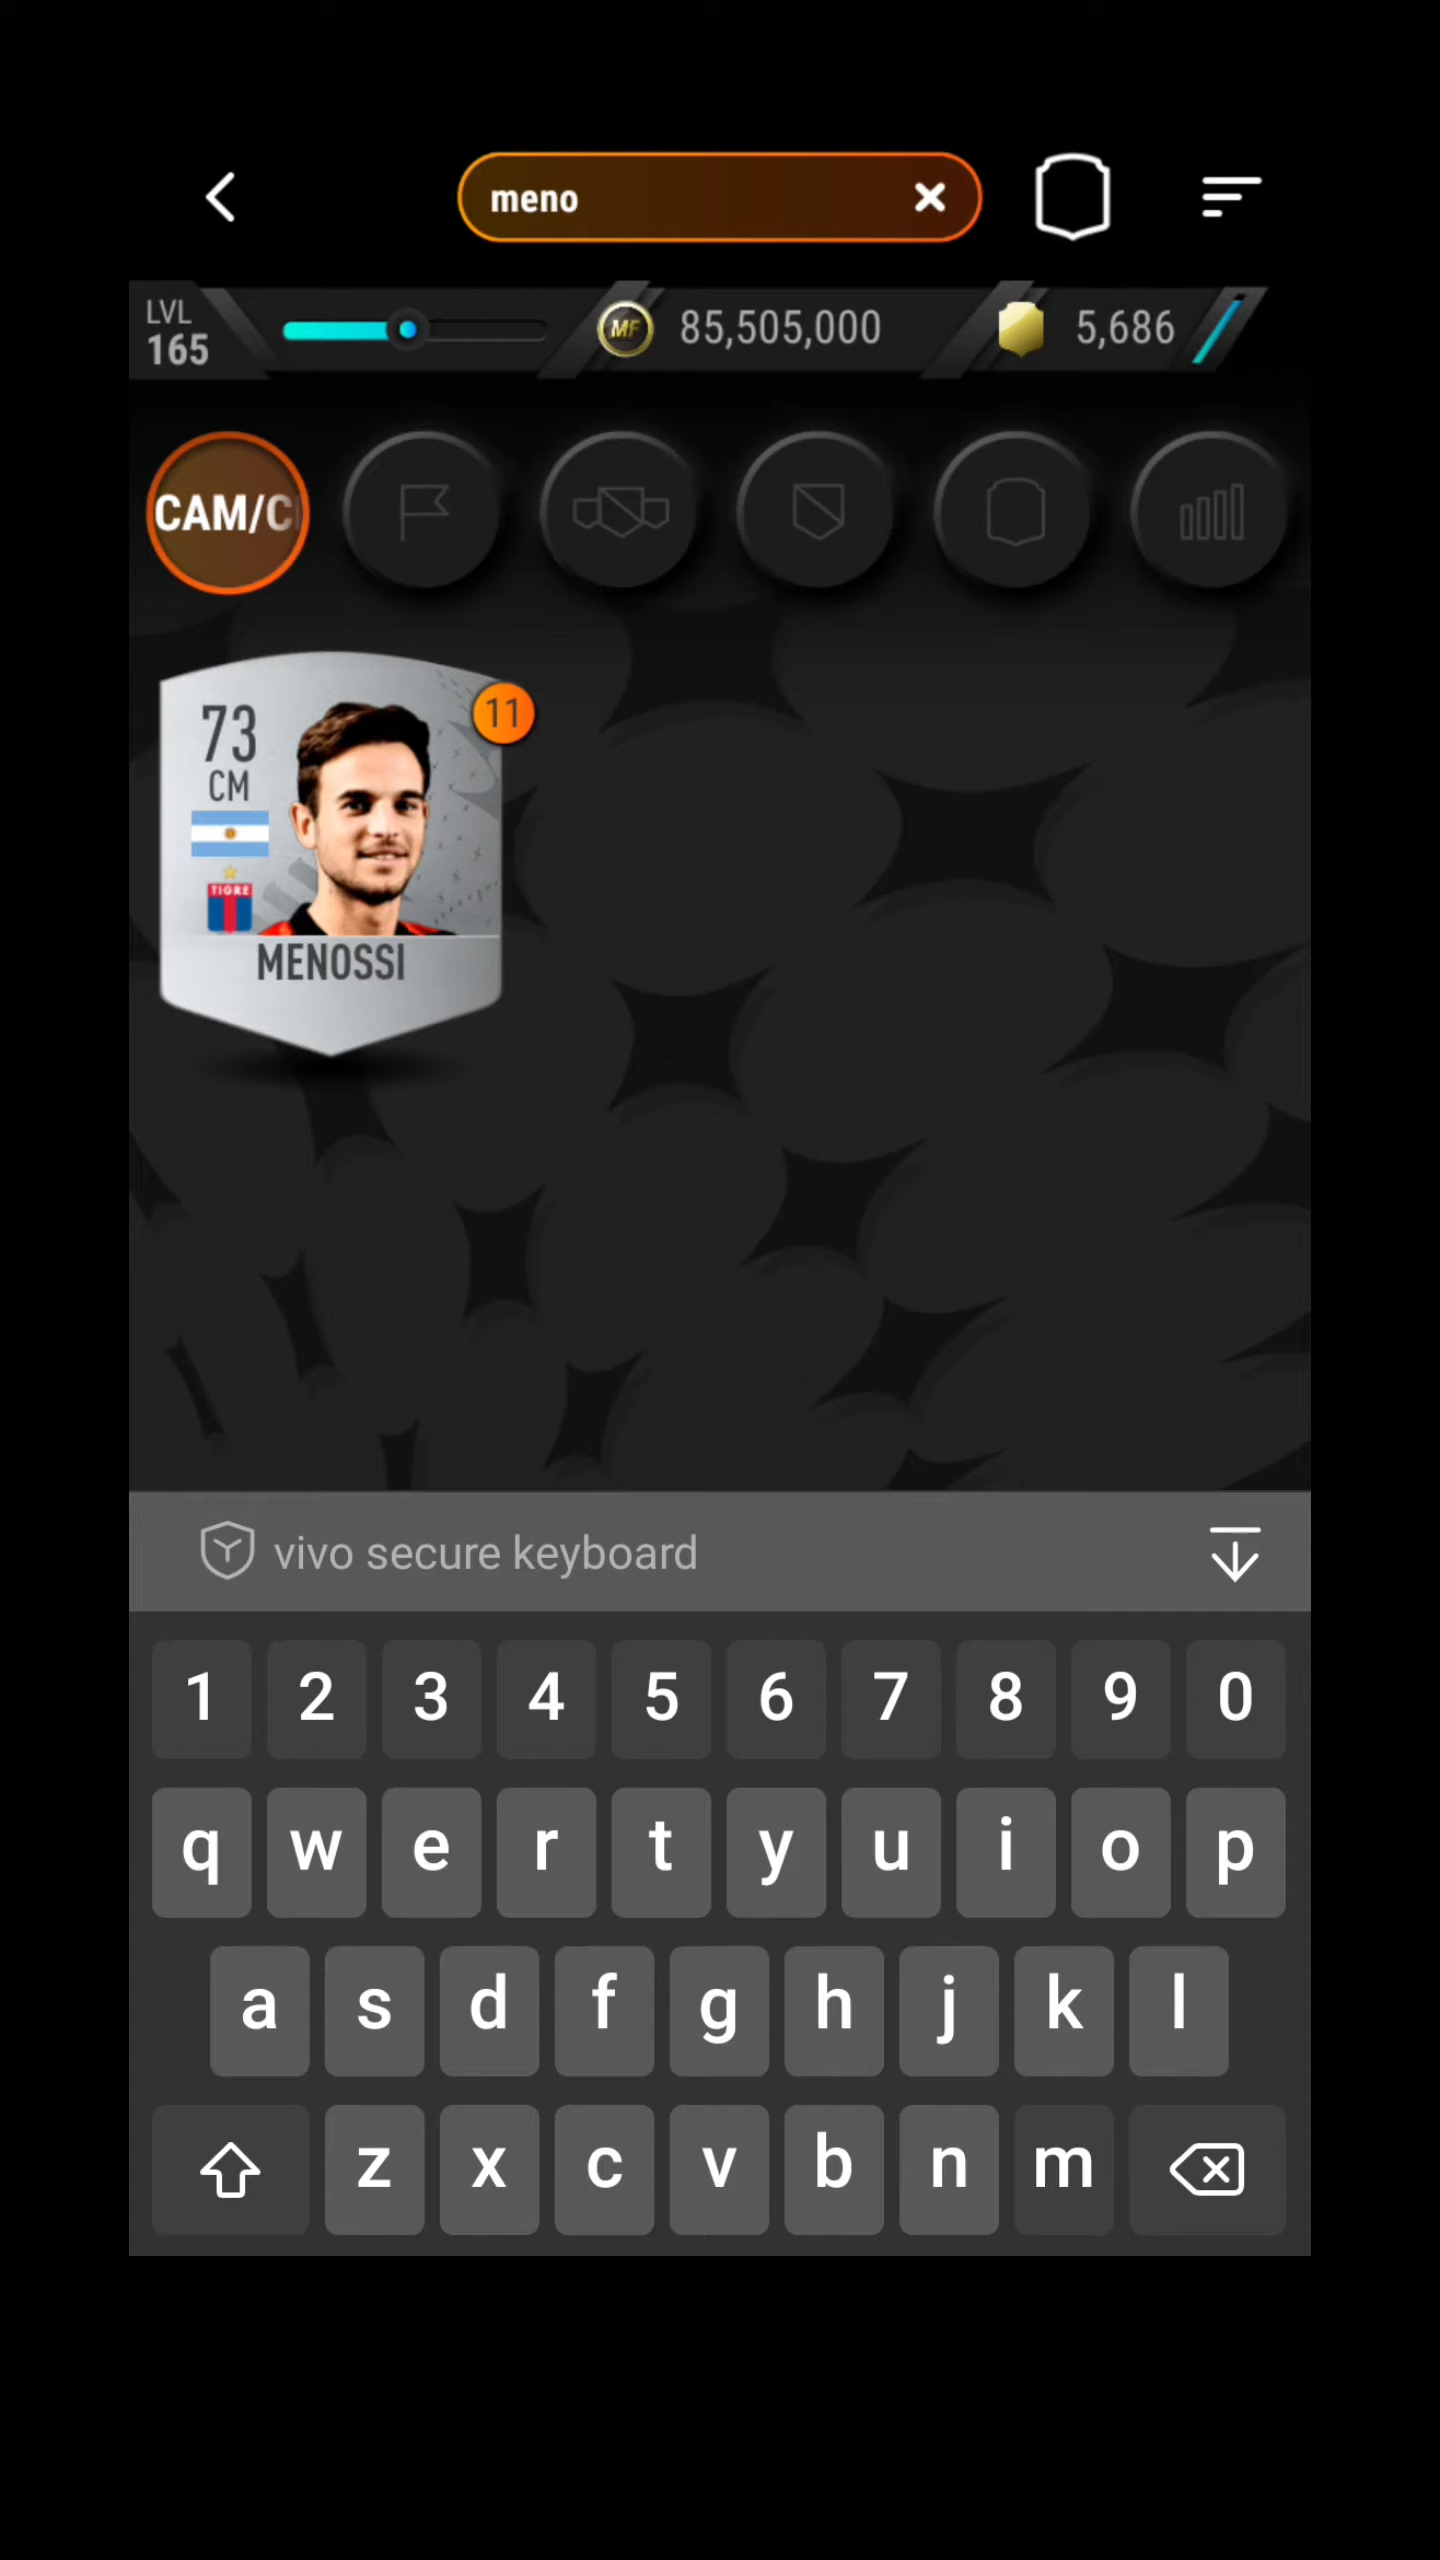 meno
LVL
165
MF
85,505,000
5,686
CAM/C
11
73
CM
TIGRE
MENOSSI
vivo secure keyboard
1 2 3 4 5 6 7 8 9 0
q w e r t y u i o p
a s d f g h j k l
z x c v b n m